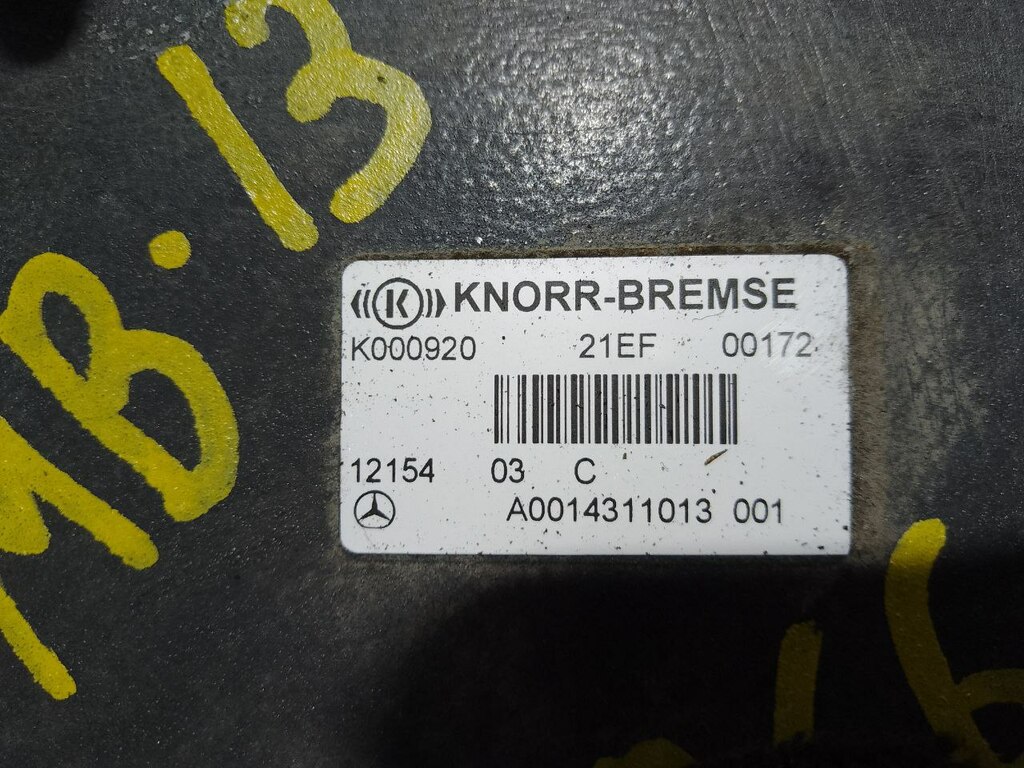 MB.13
((K)) KNORR-BREMSE
K000920 21EF 00172
12154 03 C
A0014311013 001